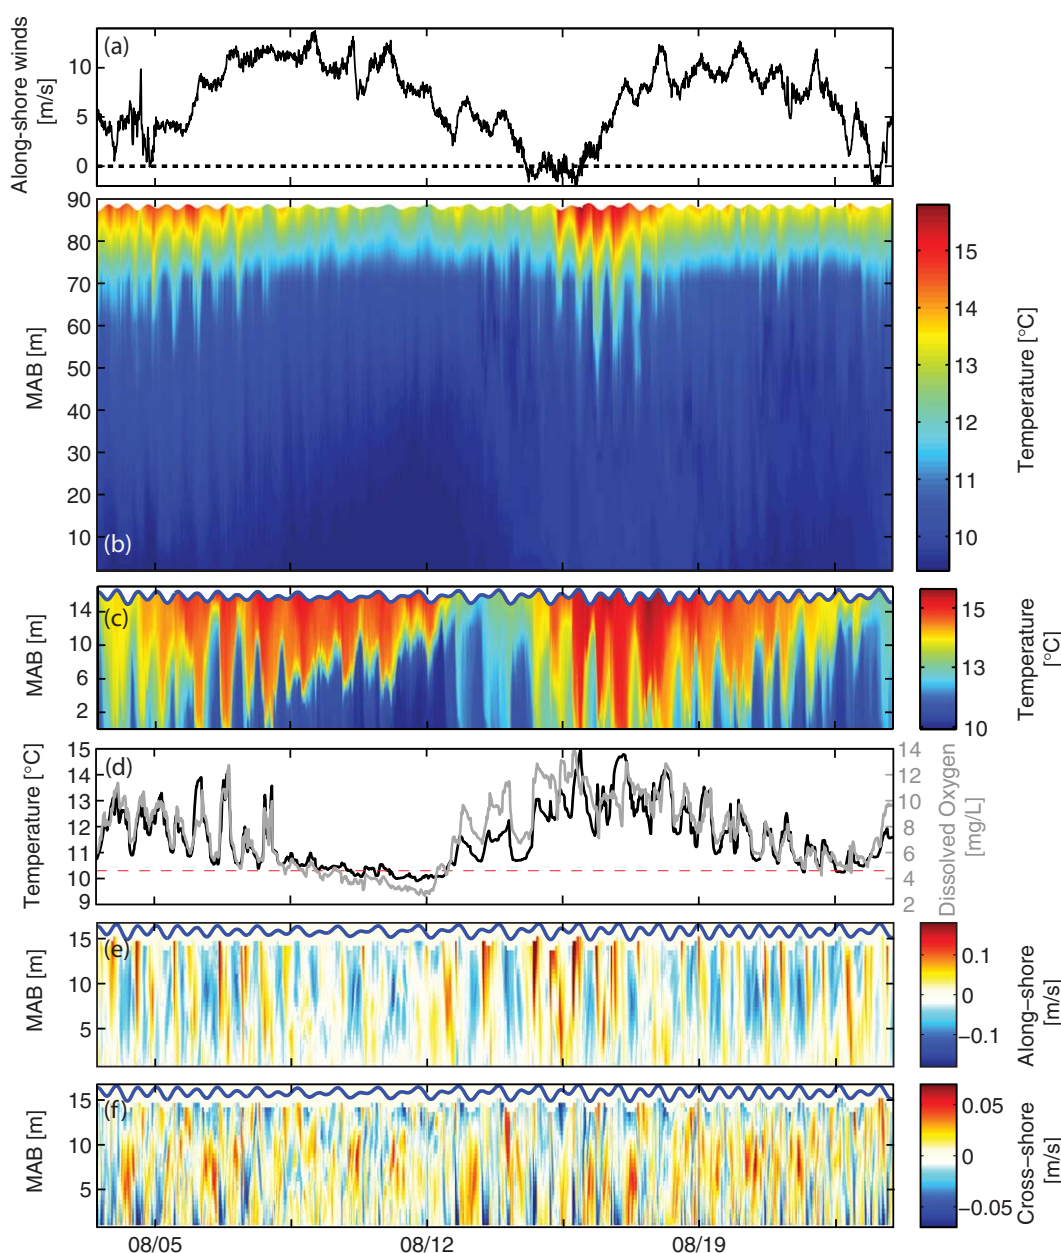 Along-shore winds
[m/s]
10
5
0
(a)
90
80
70
60
50
40
30
20
10
MAB [m]
(b)
15
14
13
12
11
10
Temperature [°C]
14
10
6
2
MAB [m]
(c)
15
13
10
Temperature
[°C]
15
14
13
12
11
10
9
Temperature [°C]
(d)
14
12
10
8
6
4
2
Dissolved Oxygen
[mg/L]
15
10
5
MAB [m]
(e)
0.1
0
−0.1
Along−shore
[m/s]
15
10
5
MAB [m]
(f)
0.05
0
−0.05
Cross−shore
[m/s]
08/05
08/12
08/19